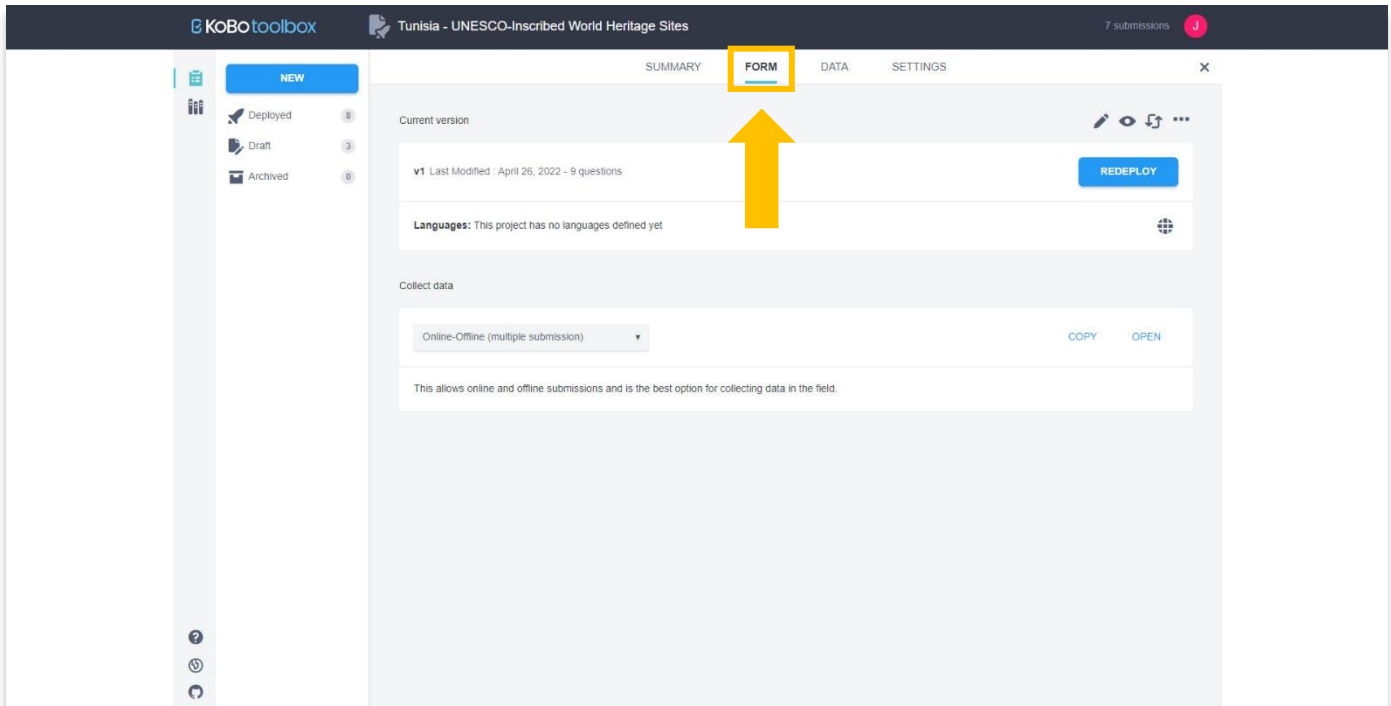 KOBOtoolbox
Tunisia - UNESCO-Inscribed World Heritage Sites
7 submissions
J
SUMMARY FORM DATA SETTINGS
NEW
Deployed 8
Draft 3
Archived 0
Current version
v1 Last Modified : April 26, 2022 - 9 questions
REDEPLOY
Languages: This project has no languages defined yet
Collect data
Online-Offline (multiple submission)
COPY OPEN
This allows online and offline submissions and is the best option for collecting data in the field.